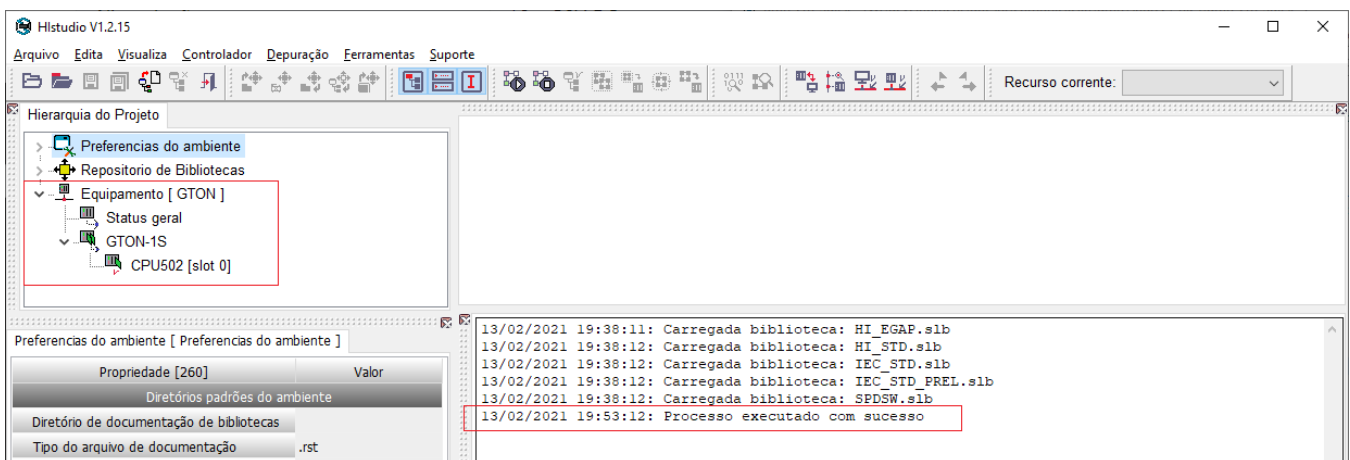 HIstudio V1.2.15
Arquivo Edita Visualiza Controlador Depuração Ferramentas Suporte
Recurso corrente:
Hierarquia do Projeto
Preferencias do ambiente
Repositorio de Bibliotecas
Equipamento [ GTON ]
Status geral
GTON-1S
CPU502 [slot 0]
Preferencias do ambiente [ Preferencias do ambiente ]
Propriedade [260] Valor
Diretórios padrões do ambiente
Diretório de documentação de bibliotecas
Tipo do arquivo de documentação .rst
13/02/2021 19:38:11: Carregada biblioteca: HI_EGAP.slb
13/02/2021 19:38:12: Carregada biblioteca: HI_STD.slb
13/02/2021 19:38:12: Carregada biblioteca: IEC_STD.slb
13/02/2021 19:38:12: Carregada biblioteca: IEC_STD_PREL.slb
13/02/2021 19:38:12: Carregada biblioteca: SPDSW.slb
13/02/2021 19:53:12: Processo executado com sucesso